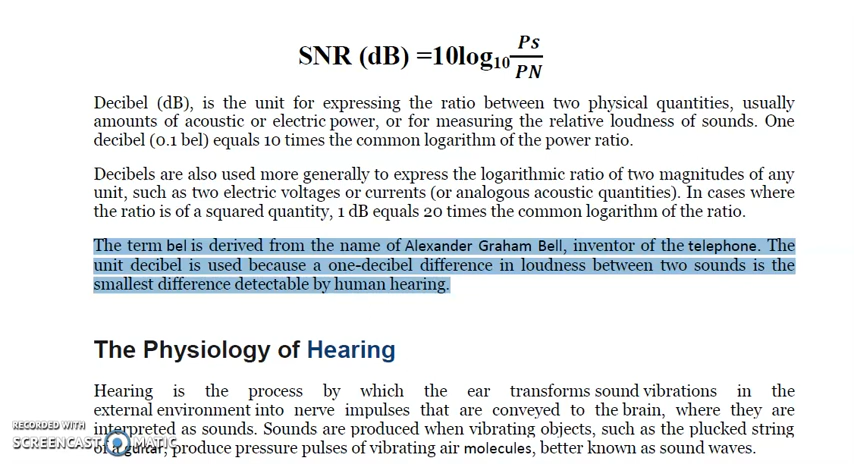 SNR (dB) =10log₁₀ Ps/PN
Decibel (dB), is the unit for expressing the ratio between two physical quantities, usually
amounts of acoustic or electric power, or for measuring the relative loudness of sounds. One
decibel (0.1 bel) equals 10 times the common logarithm of the power ratio.
Decibels are also used more generally to express the logarithmic ratio of two magnitudes of any
unit, such as two electric voltages or currents (or analogous acoustic quantities). In cases where
the ratio is of a squared quantity, 1 dB equals 20 times the common logarithm of the ratio.
The term bel is derived from the name of Alexander Graham Bell, inventor of the telephone. The
unit decibel is used because a one-decibel difference in loudness between two sounds is the
smallest difference detectable by human hearing.
The Physiology of Hearing
Hearing is the process by which the ear transforms sound vibrations in the
external environment into nerve impulses that are conveyed to the brain, where they are
interpreted as sounds. Sounds are produced when vibrating objects, such as the plucked string
of a guitar, produce pressure pulses of vibrating air molecules, better known as sound waves.
RECORDED WITH
SCREENCAST MATIC